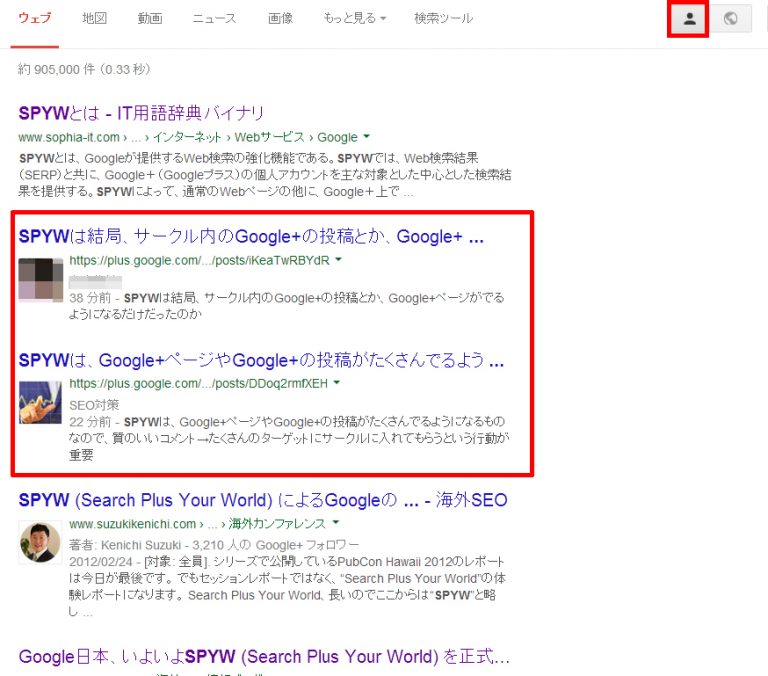 ウェブ 地図 動画 ニュース 画像 もっと見る 検索ツール
約 905,000 件 (0.33 秒)
SPYWとは - IT用語辞典バイナリ
www.sophia-it.com › ... › インターネット › Webサービス › Google
SPYWとは、Googleが提供するWeb検索の強化機能である。SPYWでは、Web検索結果
(SERP)と共に、Google+(Googleプラス)の個人アカウントを主な対象とした中心とした検索結
果を提供する。SPYWによって、通常のWebページの他に、Google+上で ...
SPYWは結局、サークル内のGoogle+の投稿とか、Google+ ...
https://plus.google.com/.../posts/iKeaTwRBYdR
38 分前 - SPYWは結局、サークル内のGoogle+の投稿とか、Google+ページがでる
ようになるだけだったのか
SPYWは、Google+ページやGoogle+の投稿がたくさんでるよう ...
https://plus.google.com/.../posts/DDoq2rmfXEH
SEO対策
22 分前 - SPYWは、Google+ページやGoogle+の投稿がたくさんでるようになるもの
なので、質のいいコメント→たくさんのターゲットにサークルに入れてもらうという行動が
重要
SPYW (Search Plus Your World) によるGoogleの ... - 海外SEO
www.suzukikenichi.com › ... › 海外カンファレンス
著者: Kenichi Suzuki - 3,210 人の Google+ フォロワー
2012/02/24 - [対象: 全員]. シリーズで公開しているPubCon Hawaii 2012のレポート
は今日が最後です。 でもセッションレポートではなく、"Search Plus Your World"の体
験レポートになります。 Search Plus Your World、長いのでここからは"SPYW"と略
し ...
Google日本、いよいよSPYW (Search Plus Your World) を正式...